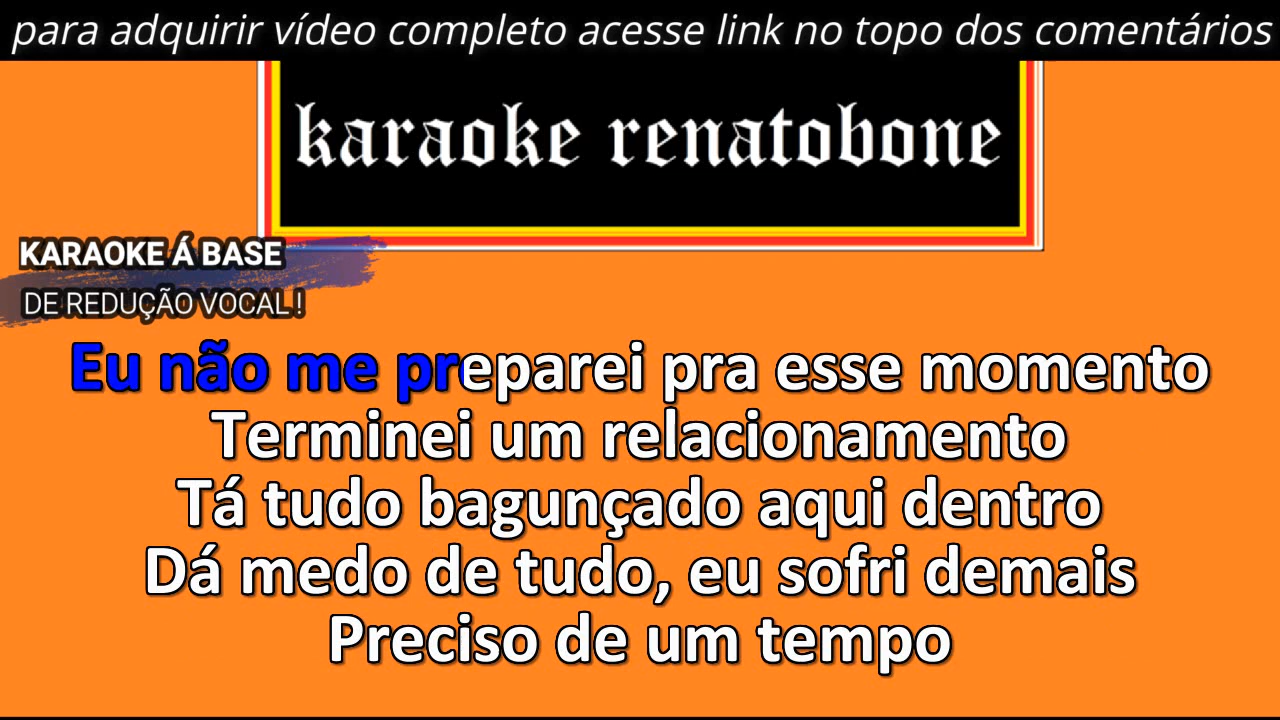 para adquirir vídeo completo acesse link no topo dos comentários
karaoke renatobone
KARAOKE Á BASE
DE REDUÇÃO VOCAL !
Eu não me preparei pra esse momento
Terminei um relacionamento
Tá tudo bagunçado aqui dentro
Dá medo de tudo, eu sofri demais
Preciso de um tempo